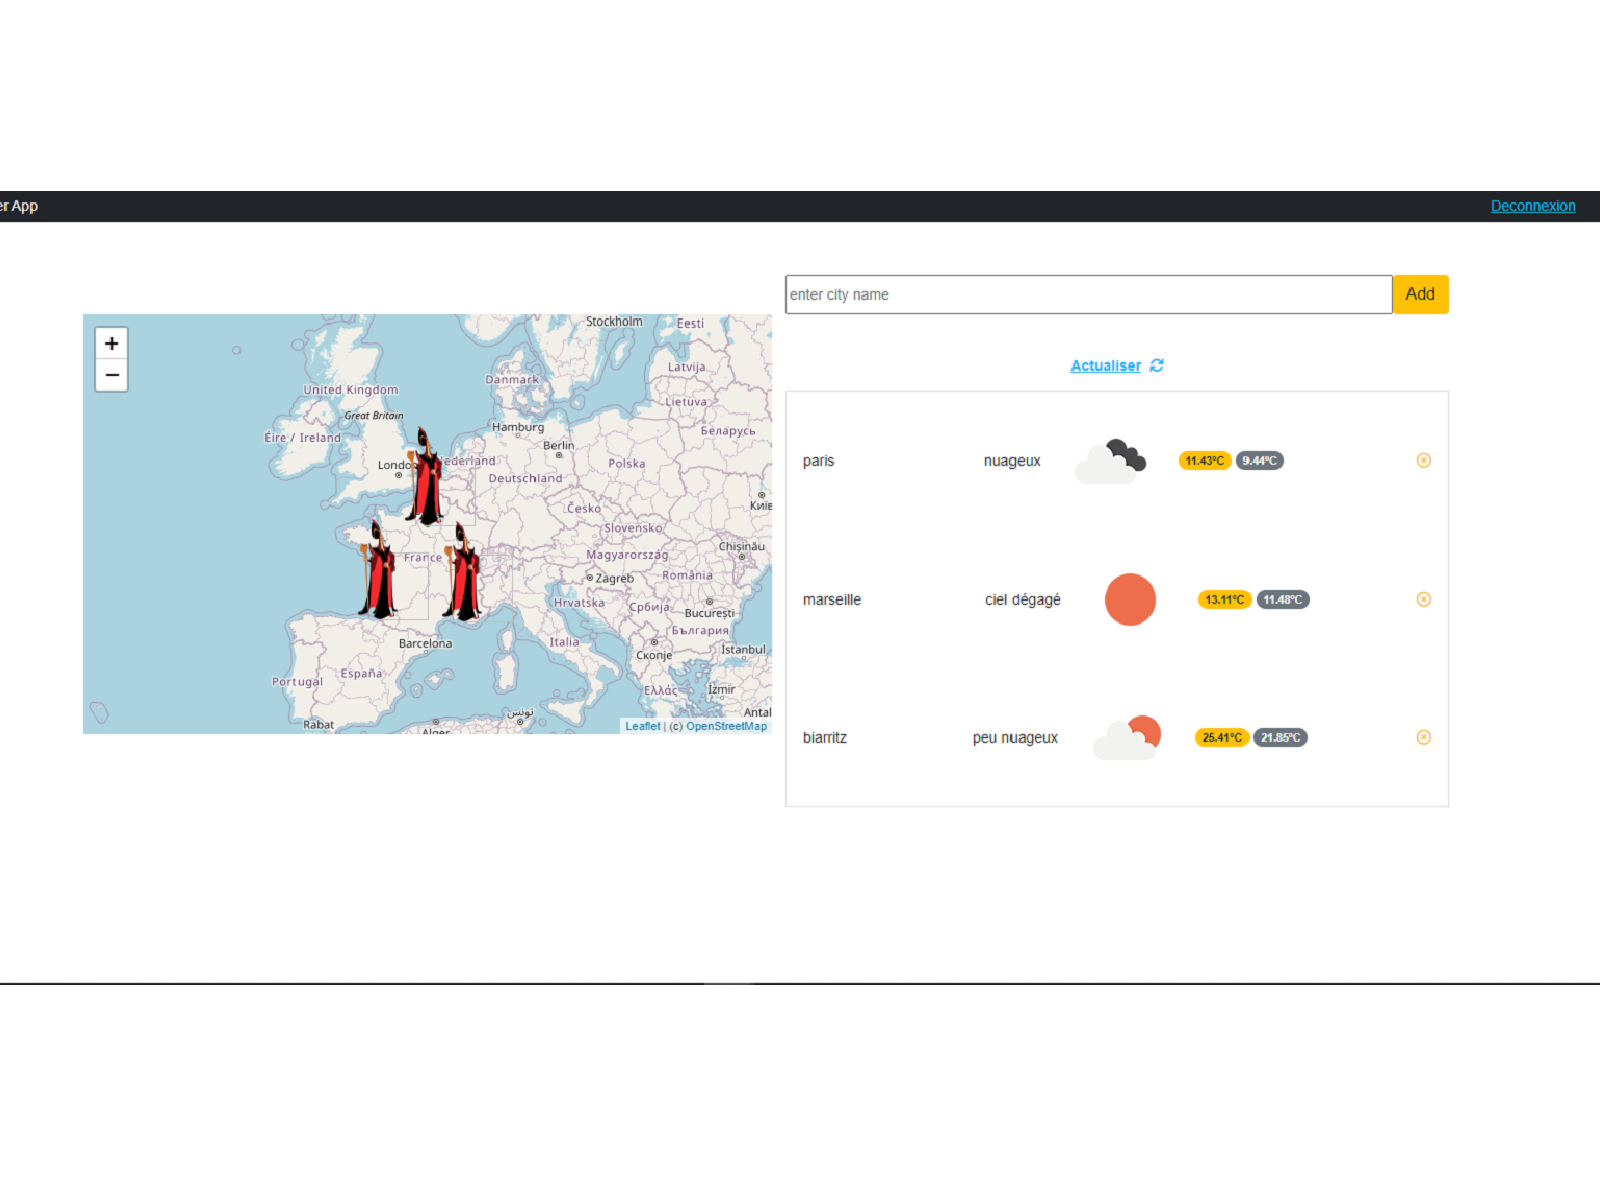 er App
Deconnexion
enter city name
Add
Actualiser
paris nuageux 11.43°C 9.44°C
marseille ciel dégagé 13.11°C 11.48°C
biarritz peu nuageux 25.41°C 21.85°C
+
−
Stockholm
Eesti
Latvija
Danmark
United Kingdom
Lietuva
Great Britain
Hamburg
Беларусь
Éire / Ireland
Berlin
Londo
ederland
Polska
Deutschland
Київ
Česko
Slovensko
Chișinău
France
Magyarország
Zagreb
România
Hrvatska
Србија
București
България
Barcelona
Italia
İstanbul
Скопје
España
Portugal
Ελλάς
İzmir
تونس
Antal
Rabat
Alger
Leaflet | (c) OpenStreetMap